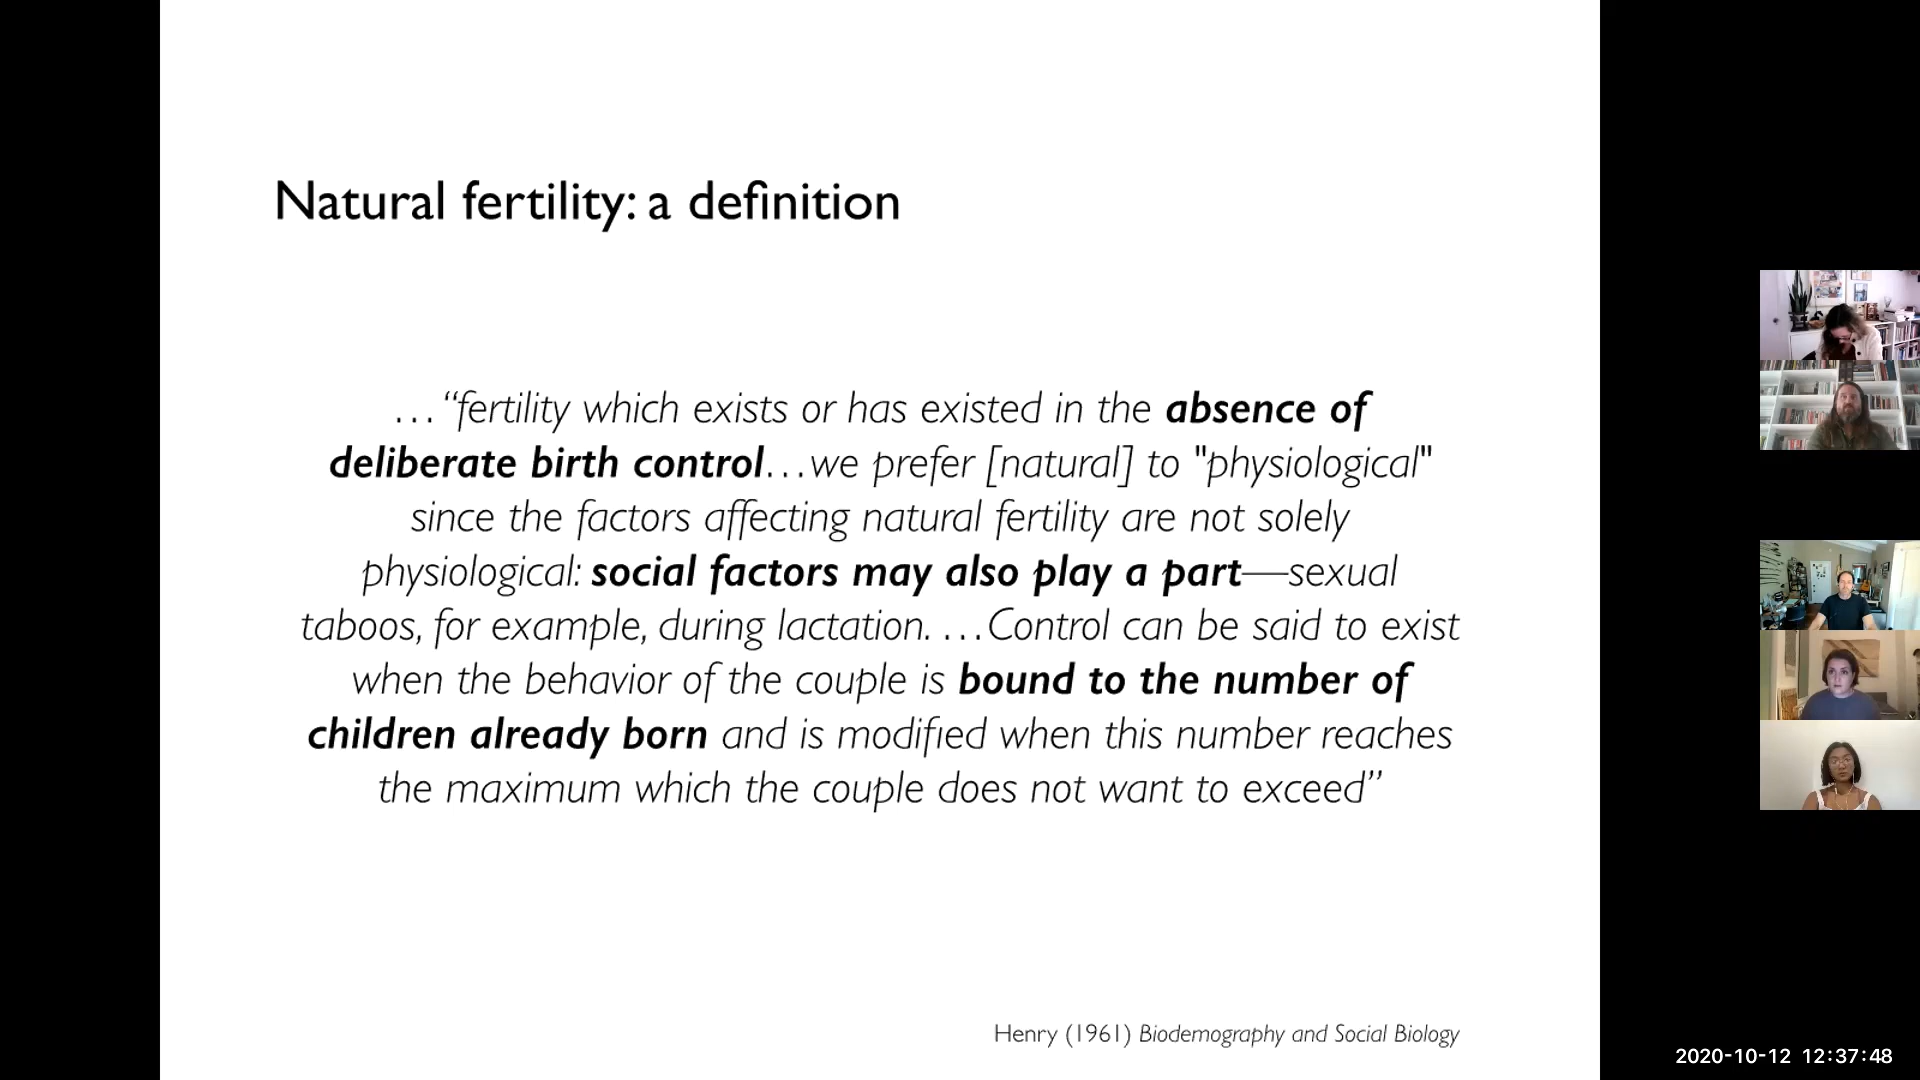 Natural fertility: a definition
…“fertility which exists or has existed in the absence of
deliberate birth control…we prefer [natural] to "physiological"
since the factors affecting natural fertility are not solely
physiological: social factors may also play a part—sexual
taboos, for example, during lactation. …Control can be said to exist
when the behavior of the couple is bound to the number of
children already born and is modified when this number reaches
the maximum which the couple does not want to exceed”
Henry (1961) Biodemography and Social Biology
2020-10-12 12:37:48